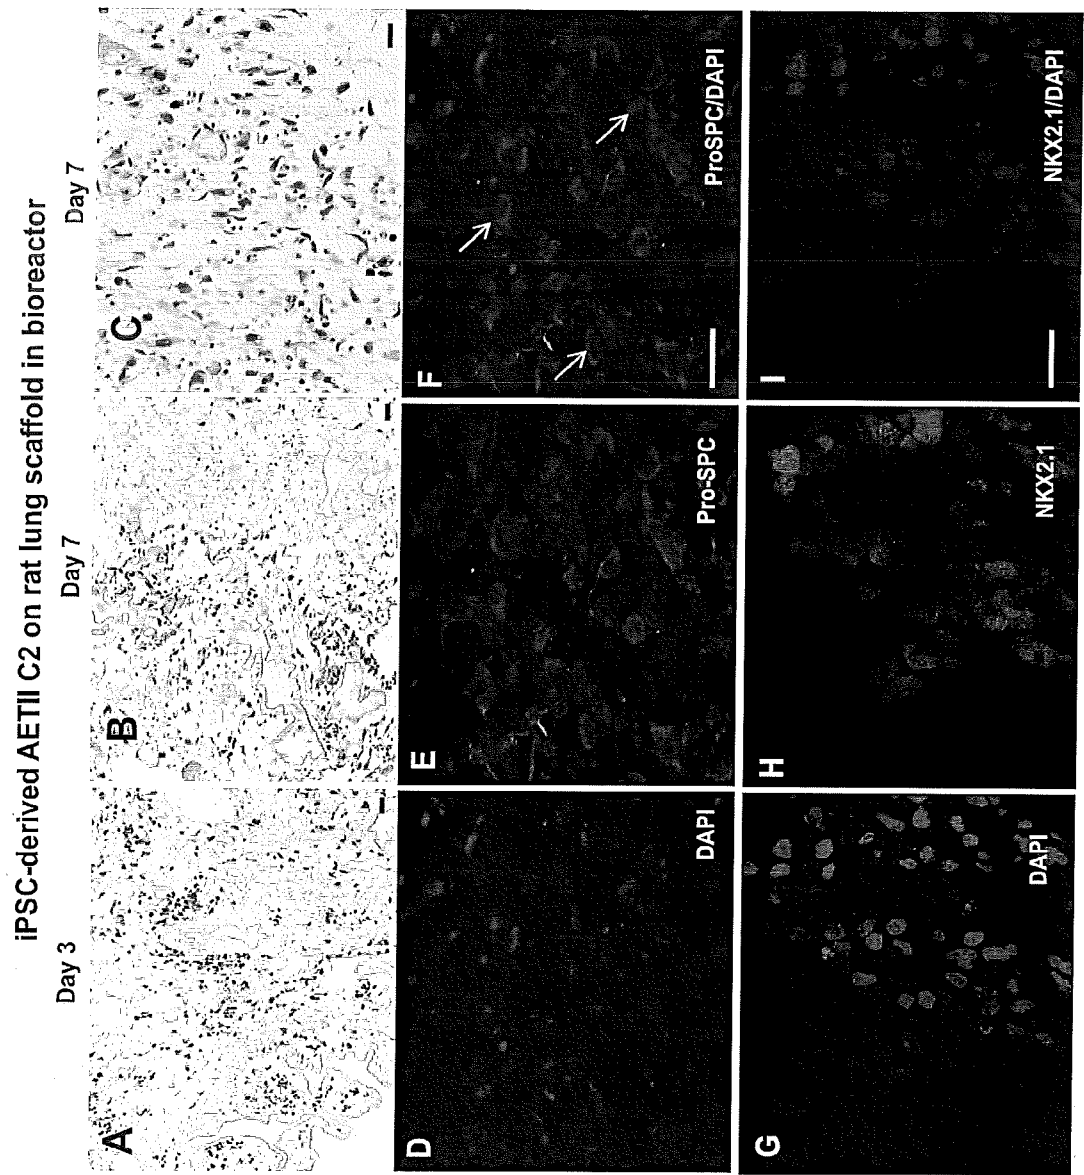 iPSC-derived AETII C2 on rat lung scaffold in bioreactor
Day 3
Day 7
Day 7
A
B
C
D
DAPI
E
Pro-SPC
F
ProSPC/DAPI
G
DAPI
H
NKX2.1
I
NKX2.1/DAPI